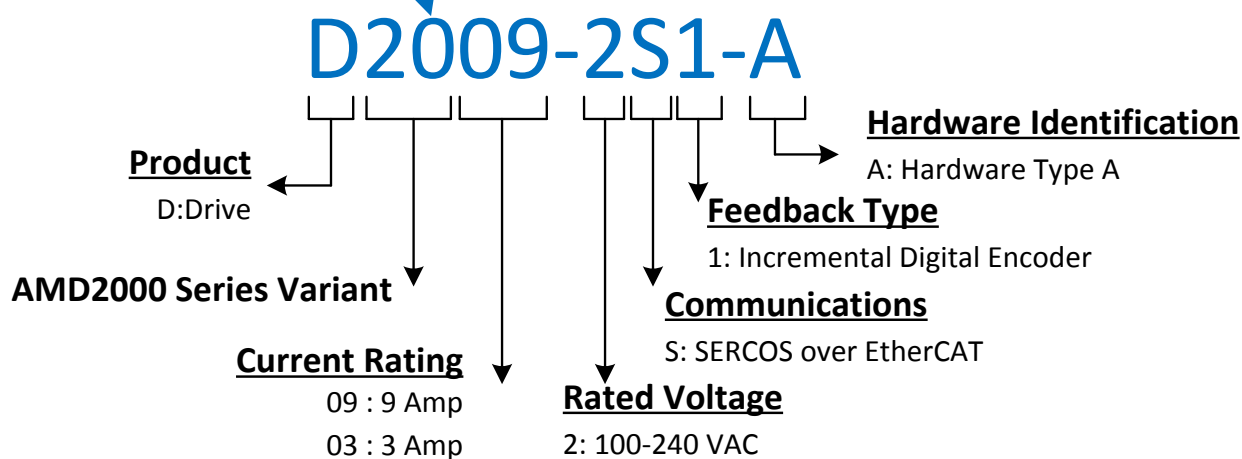 D2009-2S1-A
Hardware Identification
A: Hardware Type A
Product
D:Drive
Feedback Type
1: Incremental Digital Encoder
AMD2000 Series Variant
Communications
S: SERCOS over EtherCAT
Current Rating
09 : 9 Amp
03 : 3 Amp
Rated Voltage
2: 100-240 VAC